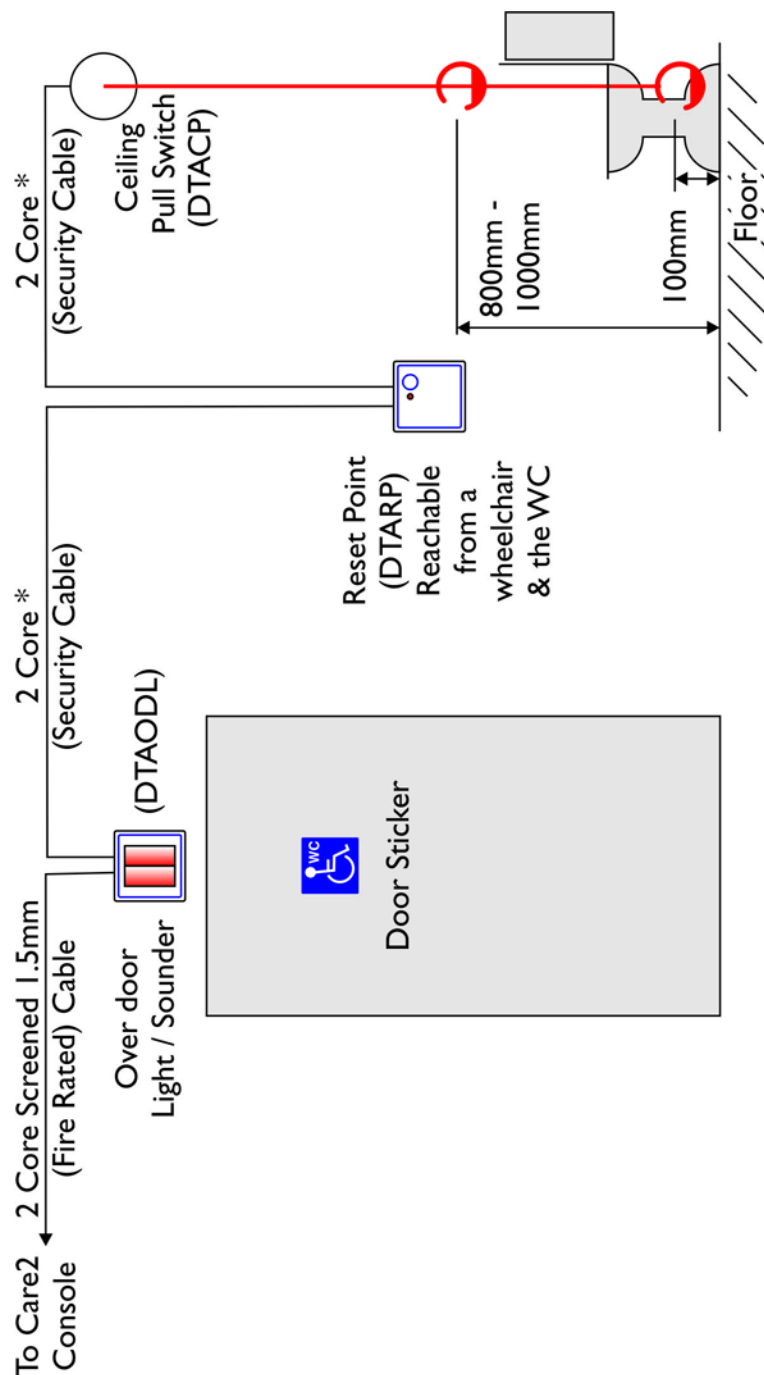 To Care2
Console
2 Core Screened 1.5mm
(Fire Rated) Cable
2 Core *
(Security Cable)
2 Core *
(Security Cable)
Over door
Light / Sounder
(DTAODL)
Ceiling
Pull Switch
(DTACP)
Reset Point
(DTARP)
Reachable
from a
wheelchair
& the WC
wc
Door Sticker
800mm -
1000mm
100mm
Floor